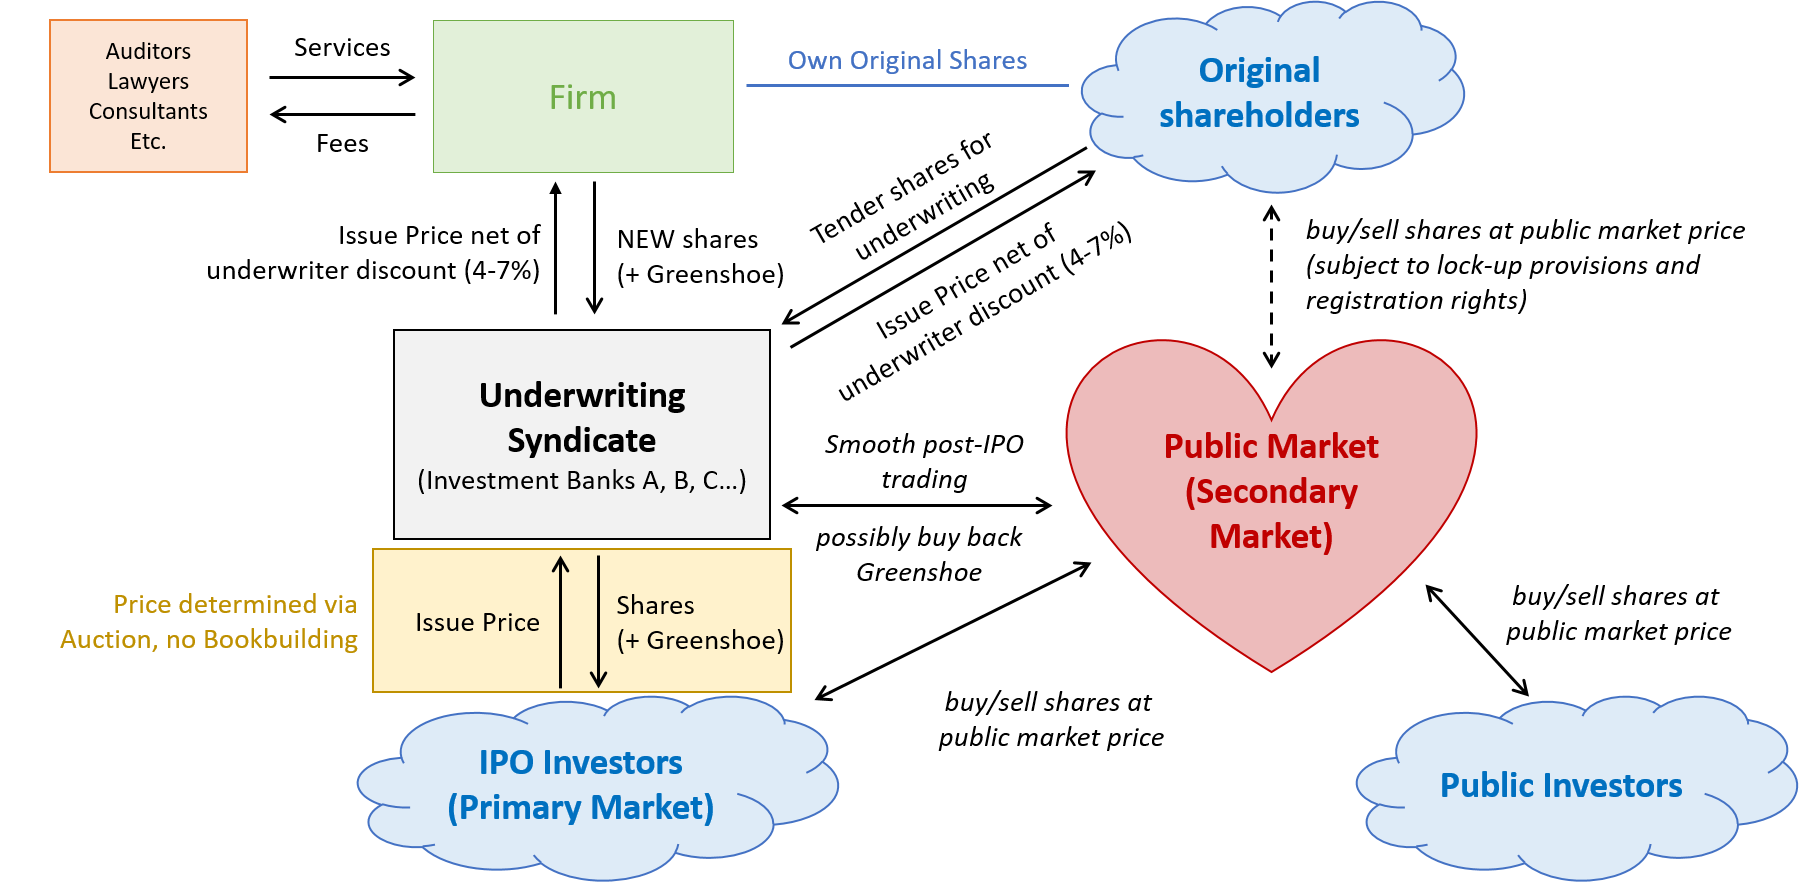 Auditors
Lawyers
Consultants
Etc.
Services
Fees
Firm
Own Original Shares
Original
shareholders
Issue Price net of
underwriter discount (4-7%)
NEW shares
(+ Greenshoe)
Tender shares for
underwriting
Issue Price net of
underwriter discount (4-7%)
buy/sell shares at public market price
(subject to lock-up provisions and
registration rights)
Underwriting
Syndicate
(Investment Banks A, B, C…)
Smooth post-IPO
trading
possibly buy back
Greenshoe
Public Market
(Secondary
Market)
Price determined via
Auction, no Bookbuilding
Issue Price
Shares
(+ Greenshoe)
buy/sell shares at
public market price
buy/sell shares at
public market price
IPO Investors
(Primary Market)
Public Investors